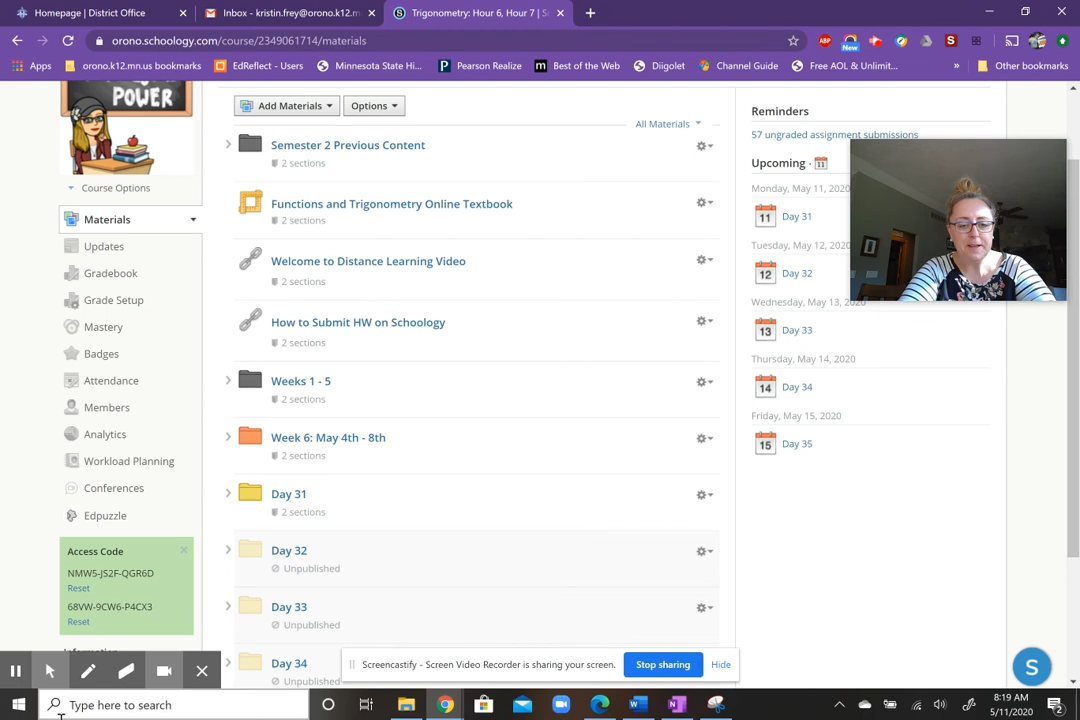 Homepage | District Office
Inbox - kristin.frey@orono.k12.m
Trigonometry: Hour 6, Hour 7 | S
orono.schoology.com/course/2349061714/materials
ABP
New
S
Apps
orono.k12.mn.us bookmarks
EdReflect - Users
Minnesota State Hi...
Pearson Realize
Best of the Web
Diigolet
Channel Guide
Free AOL & Unlimit...
»
Other bookmarks
POWER
Course Options
Materials
Updates
Gradebook
Grade Setup
Mastery
Badges
Attendance
Members
Analytics
Workload Planning
Conferences
Edpuzzle
Access Code
NMW5-JS2F-QGR6D
Reset
68VW-9CW6-P4CX3
Reset
Add Materials
Options
All Materials
Semester 2 Previous Content
2 sections
Functions and Trigonometry Online Textbook
2 sections
Welcome to Distance Learning Video
2 sections
How to Submit HW on Schoology
2 sections
Weeks 1 - 5
2 sections
Week 6: May 4th - 8th
2 sections
Day 31
2 sections
Day 32
Unpublished
Day 33
Unpublished
Day 34
Unpublished
Reminders
57 ungraded assignment submissions
Upcoming ·
11
Monday, May 11, 2020
11
Day 31
Tuesday, May 12, 2020
12
Day 32
Wednesday, May 13, 2020
13
Day 33
Thursday, May 14, 2020
14
Day 34
Friday, May 15, 2020
15
Day 35
Screencastify - Screen Video Recorder is sharing your screen.
Stop sharing
Hide
S
Type here to search
8:19 AM
5/11/2020
2